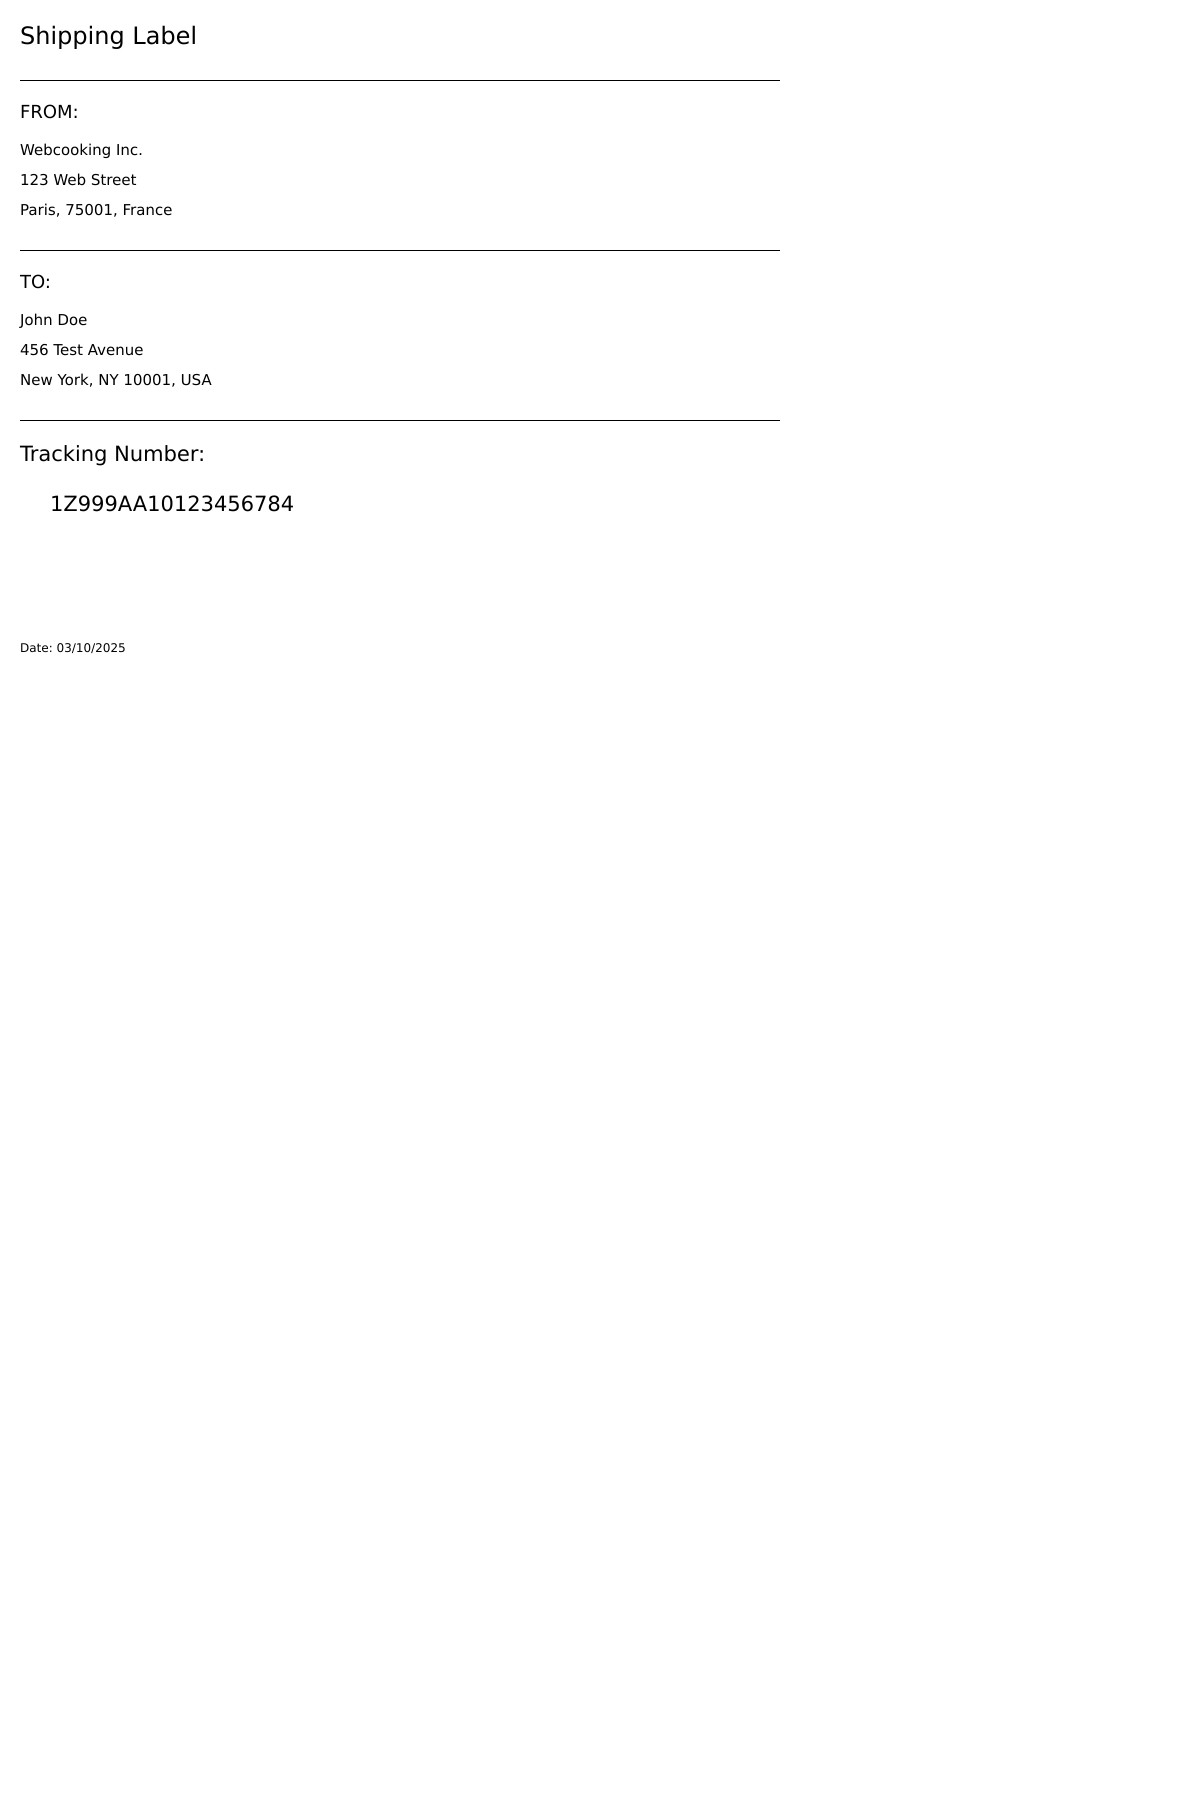 Shipping Label
FROM:
Webcooking Inc.
123 Web Street
Paris, 75001, France
TO:
John Doe
456 Test Avenue
New York, NY 10001, USA
Tracking Number:
1Z999AA10123456784
Date: 03/10/2025